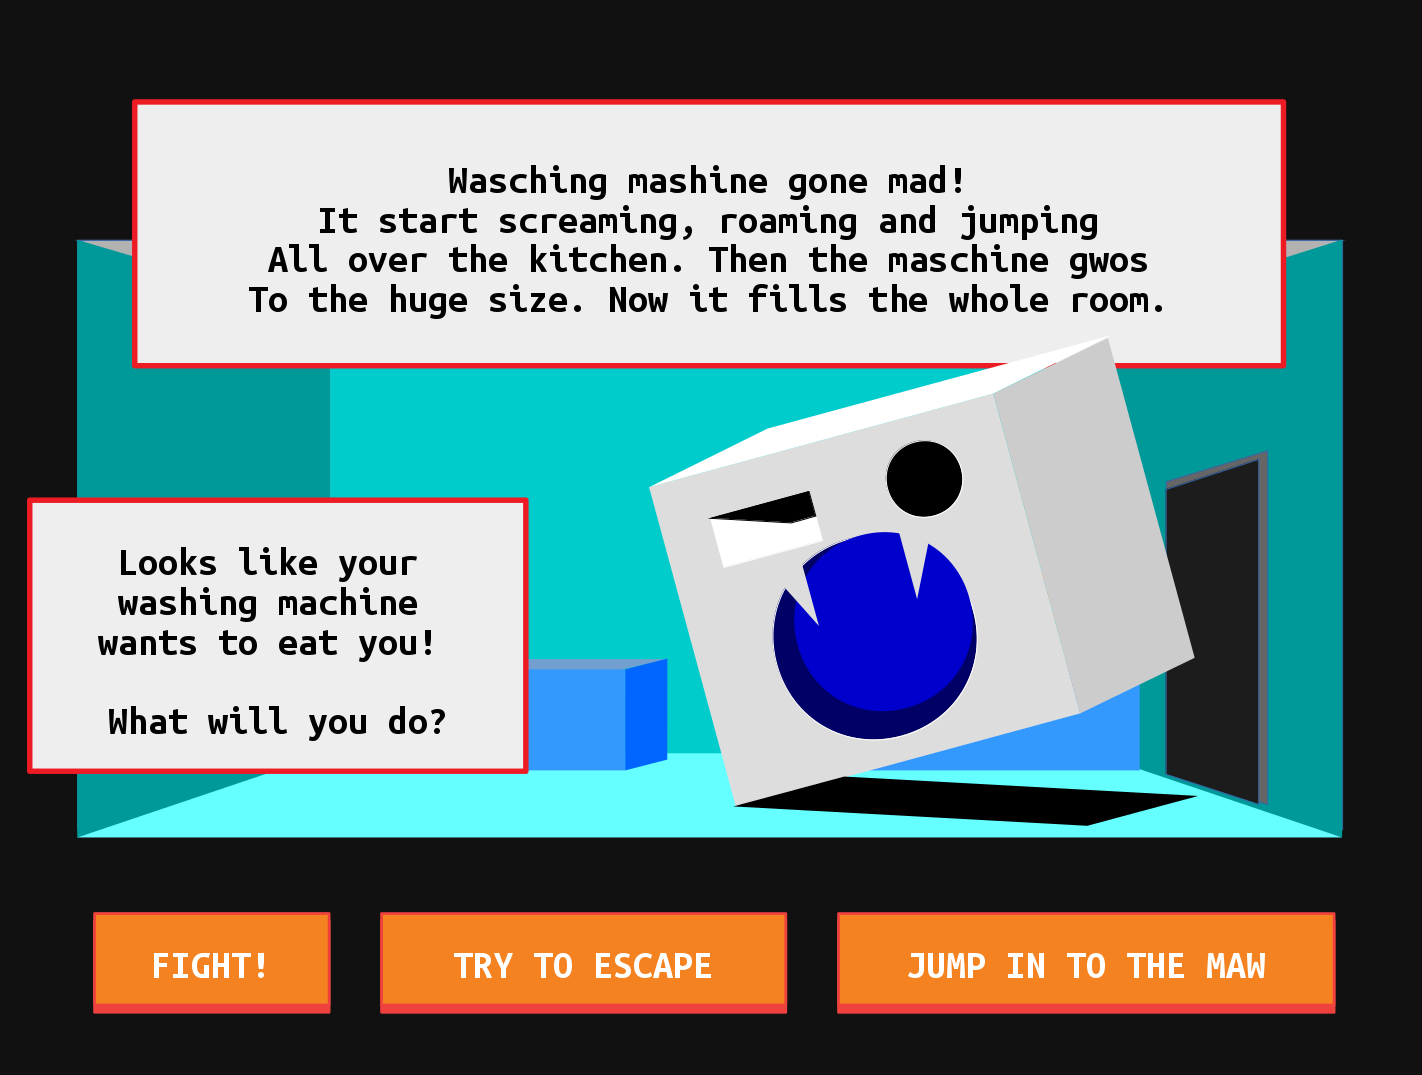 Wasching mashine gone mad!
It start screaming, roaming and jumping
All over the kitchen. Then the maschine gwos
To the huge size. Now it fills the whole room.
Looks like your
washing machine
wants to eat you!
What will you do?
FIGHT!
TRY TO ESCAPE
JUMP IN TO THE MAW